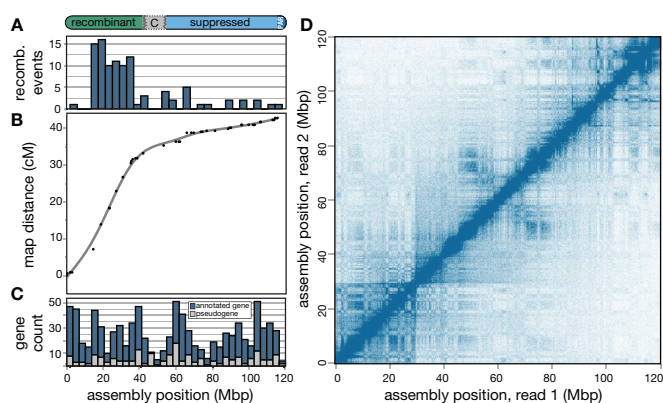 recombinant C suppressed
A
recomb.
events
15
10
5
0
B
map distance (cM)
40
30
20
10
0
C
gene
count
50
30
10
annotated gene
pseudogene
0 20 40 60 80 100 120
assembly position (Mbp)
D
assembly position, read 2 (Mbp)
120
100
80
60
40
20
0
0 20 40 60 80 100 120
assembly position, read 1 (Mbp)